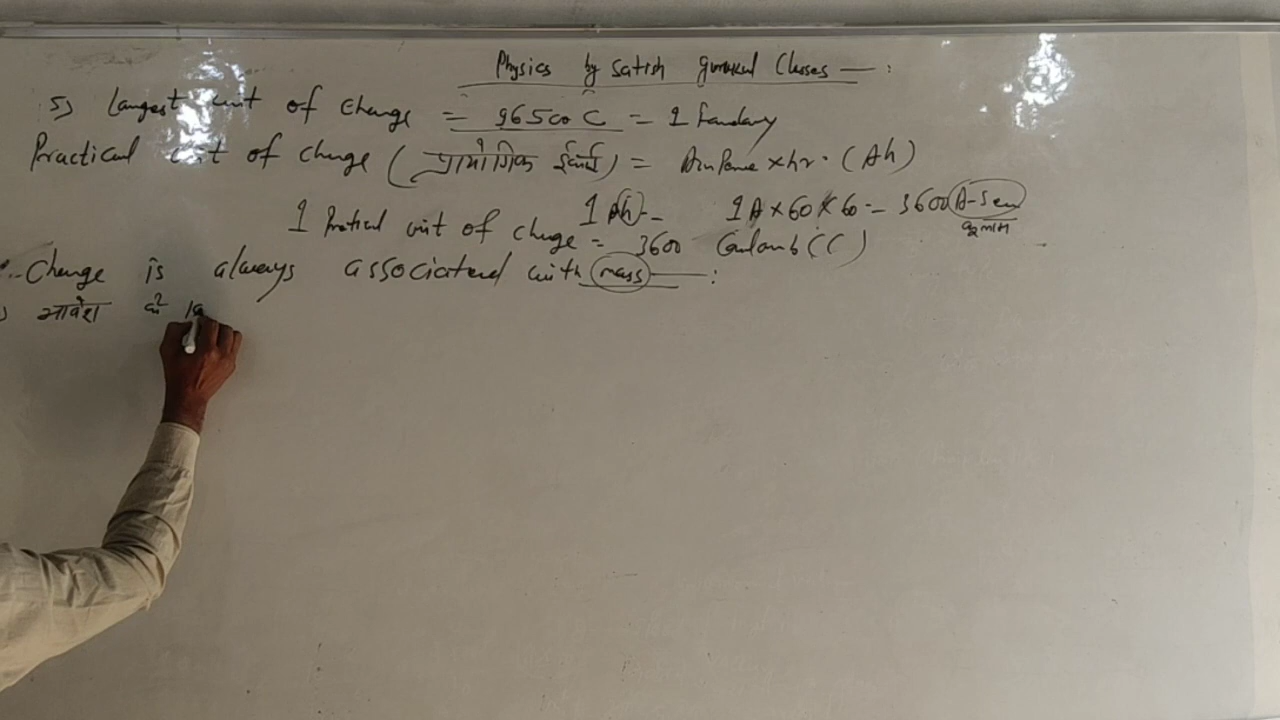 Physics by Satish gurukul Classes — :
5) Largest unit of charge = 96500 C = 1 Faraday
Practical unit of charge (प्रायोगिक इकाई) = Ampere × hr. (Ah)
1 Ah - 1A × 60 × 60 = 3600 A-Sec
1 Pratical unit of charge = 3600 Coulomb (C)
Charge is always associated with mass — :
आवेश